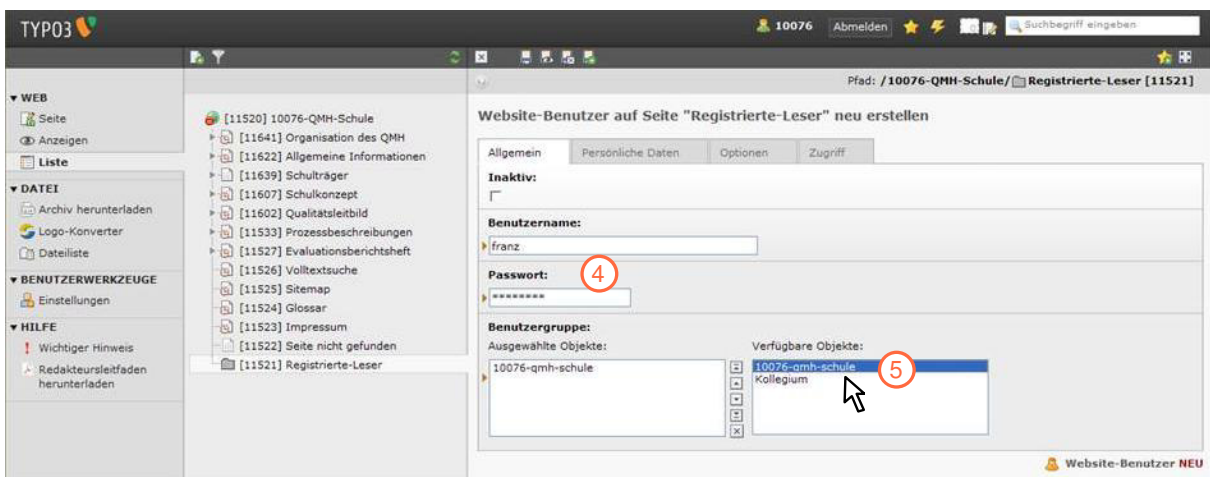 TYPO3
10076 Abmelden Suchbegriff eingeben
Pfad: /10076-QMH-Schule/ Registrierte-Leser [11521]
WEB
Seite
Anzeigen
Liste
DATEI
Archiv herunterladen
Logo-Konverter
Dateiliste
BENUTZERWERKZEUGE
Einstellungen
HILFE
Wichtiger Hinweis
Redakteursleitfaden
herunterladen
[11520] 10076-QMH-Schule
[11641] Organisation des QMH
[11622] Allgemeine Informationen
[11639] Schulträger
[11607] Schulkonzept
[11602] Qualitätsleitbild
[11533] Prozessbeschreibungen
[11527] Evaluationsberichtsheft
[11526] Volltextsuche
[11525] Sitemap
[11524] Glossar
[11523] Impressum
[11522] Seite nicht gefunden
[11521] Registrierte-Leser
Website-Benutzer auf Seite "Registrierte-Leser" neu erstellen
Allgemein Persönliche Daten Optionen Zugriff
Inaktiv:
Benutzername:
franz
Passwort: 4
********
Benutzergruppe:
Ausgewählte Objekte: Verfügbare Objekte:
10076-qmh-schule 10076-qmh-schule 5
Kollegium
Website-Benutzer NEU